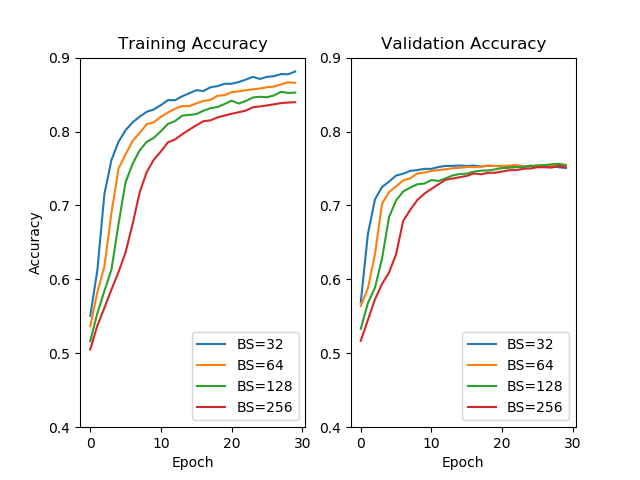 Training Accuracy
Accuracy
0.9
0.8
0.7
0.6
0.5
0.4
0 10 20 30
Epoch
BS=32
BS=64
BS=128
BS=256
Validation Accuracy
0.9
0.8
0.7
0.6
0.5
0.4
0 10 20 30
Epoch
BS=32
BS=64
BS=128
BS=256